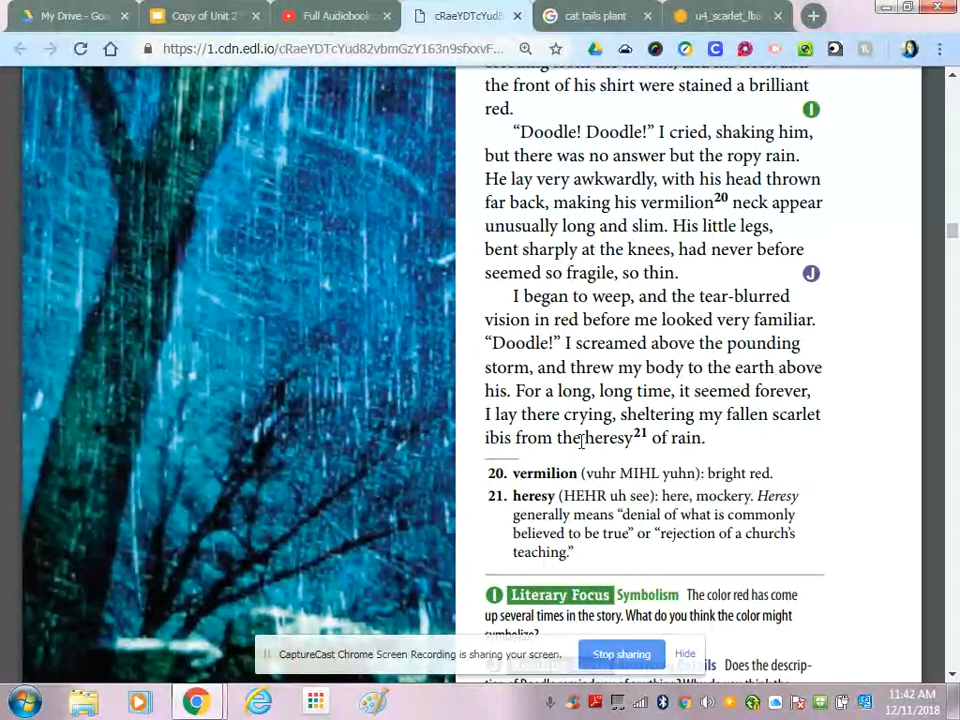 My Drive - Goo
Copy of Unit 2
Full Audiobook
cRaeYDTcYud8
cat tails plant
u4_scarlet_lba
https://1.cdn.edl.io/cRaeYDTcYud82vbmGzY163n9sfxxvF...
the front of his shirt were stained a brilliant
red.
I
“Doodle! Doodle!” I cried, shaking him,
but there was no answer but the ropy rain.
He lay very awkwardly, with his head thrown
far back, making his vermilion20 neck appear
unusually long and slim. His little legs,
bent sharply at the knees, had never before
seemed so fragile, so thin.
J
I began to weep, and the tear-blurred
vision in red before me looked very familiar.
“Doodle!” I screamed above the pounding
storm, and threw my body to the earth above
his. For a long, long time, it seemed forever,
I lay there crying, sheltering my fallen scarlet
ibis from the heresy21 of rain.
20. vermilion (vuhr MIHL yuhn): bright red.
21. heresy (HEHR uh see): here, mockery. Heresy
generally means “denial of what is commonly
believed to be true” or “rejection of a church’s
teaching.”
I Literary Focus Symbolism The color red has come
up several times in the story. What do you think the color might
symbolize?
Details Does the descrip-
CaptureCast Chrome Screen Recording is sharing your screen.
Stop sharing
Hide
11:42 AM
12/11/2018